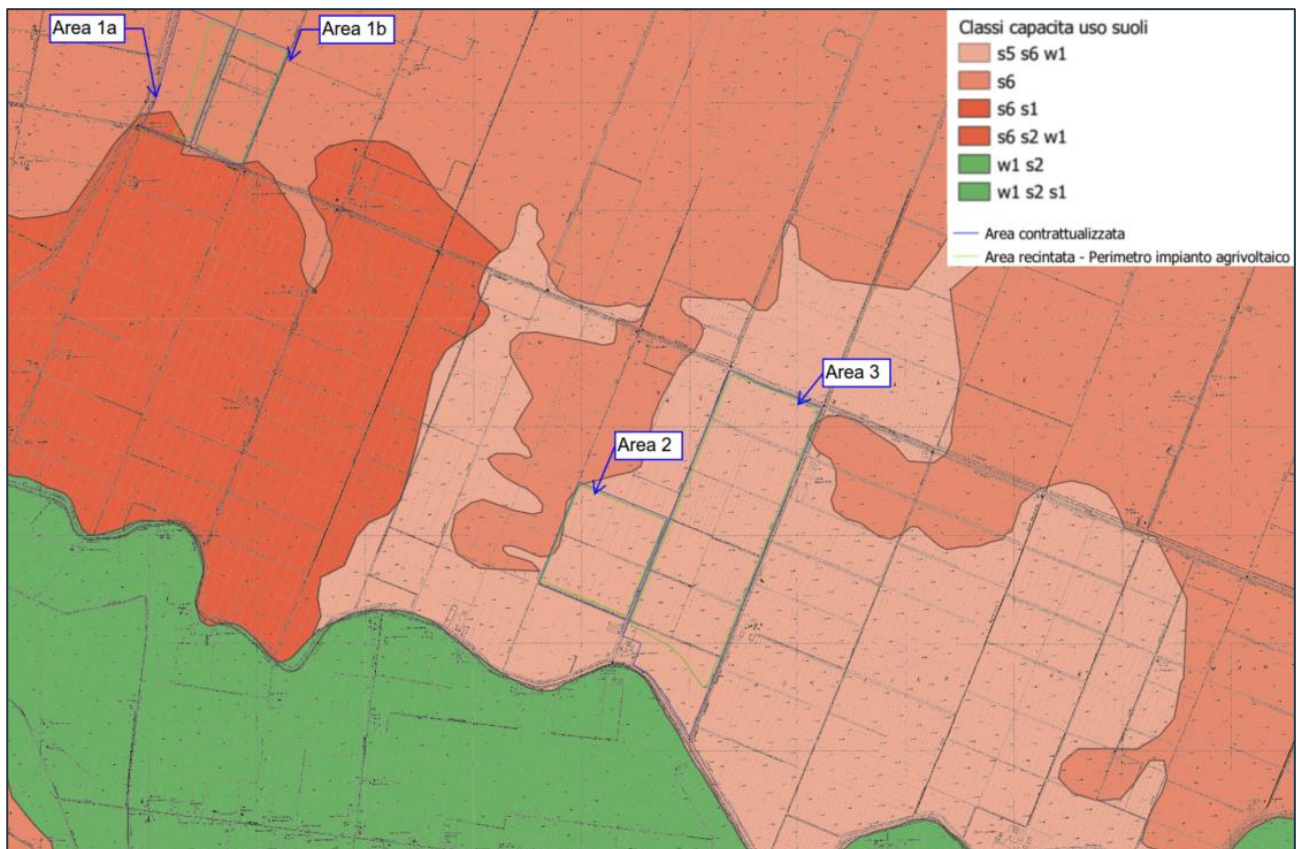 Area 1a
Area 1b
Classi capacita uso suoli
s5 s6 w1
s6
s6 s1
s6 s2 w1
w1 s2
w1 s2 s1
Area contrattualizzata
Area recintata - Perimetro impianto agrivoltaico
Area 3
Area 2